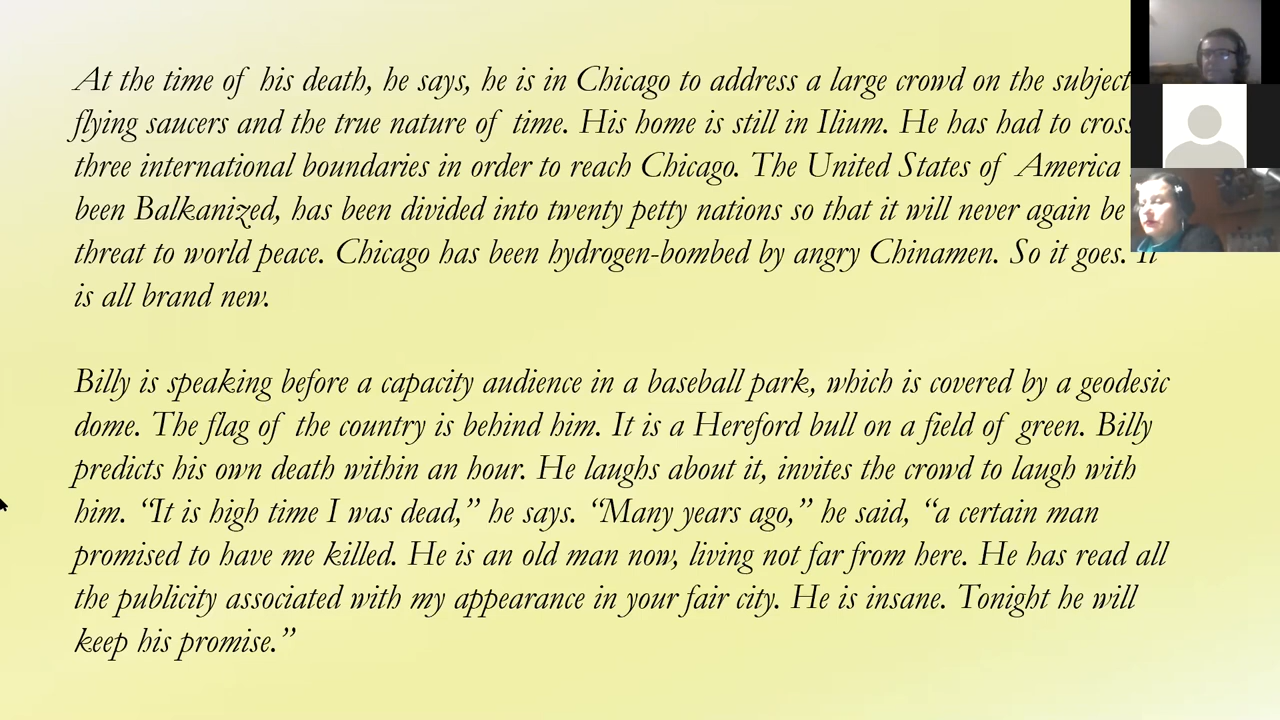 At the time of his death, he says, he is in Chicago to address a large crowd on the subject
flying saucers and the true nature of time. His home is still in Ilium. He has had to cross
three international boundaries in order to reach Chicago. The United States of America
been Balkanized, has been divided into twenty petty nations so that it will never again be
threat to world peace. Chicago has been hydrogen-bombed by angry Chinamen. So it goes. It
is all brand new.
Billy is speaking before a capacity audience in a baseball park, which is covered by a geodesic
dome. The flag of the country is behind him. It is a Hereford bull on a field of green. Billy
predicts his own death within an hour. He laughs about it, invites the crowd to laugh with
him. “It is high time I was dead,” he says. “Many years ago,” he said, “a certain man
promised to have me killed. He is an old man now, living not far from here. He has read all
the publicity associated with my appearance in your fair city. He is insane. Tonight he will
keep his promise.”